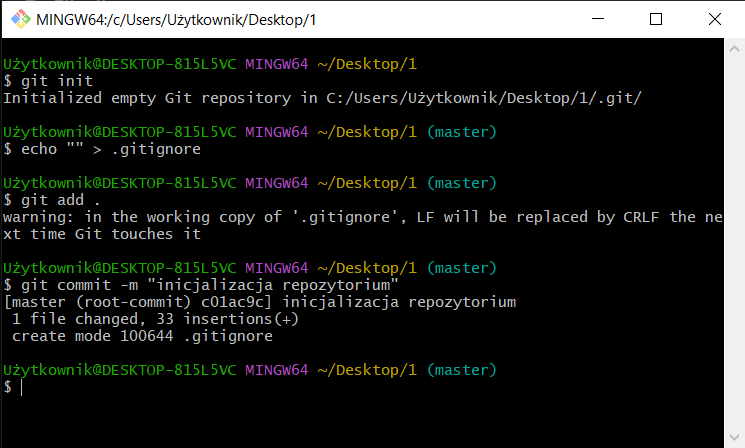 MINGW64:/c/Users/Użytkownik/Desktop/1
Użytkownik@DESKTOP-815L5VC MINGW64 ~/Desktop/1
$ git init
Initialized empty Git repository in C:/Users/Użytkownik/Desktop/1/.git/
Użytkownik@DESKTOP-815L5VC MINGW64 ~/Desktop/1 (master)
$ echo "" > .gitignore
Użytkownik@DESKTOP-815L5VC MINGW64 ~/Desktop/1 (master)
$ git add .
warning: in the working copy of '.gitignore', LF will be replaced by CRLF the ne
xt time Git touches it
Użytkownik@DESKTOP-815L5VC MINGW64 ~/Desktop/1 (master)
$ git commit -m "inicjalizacja repozytorium"
[master (root-commit) c01ac9c] inicjalizacja repozytorium
 1 file changed, 33 insertions(+)
 create mode 100644 .gitignore
Użytkownik@DESKTOP-815L5VC MINGW64 ~/Desktop/1 (master)
$